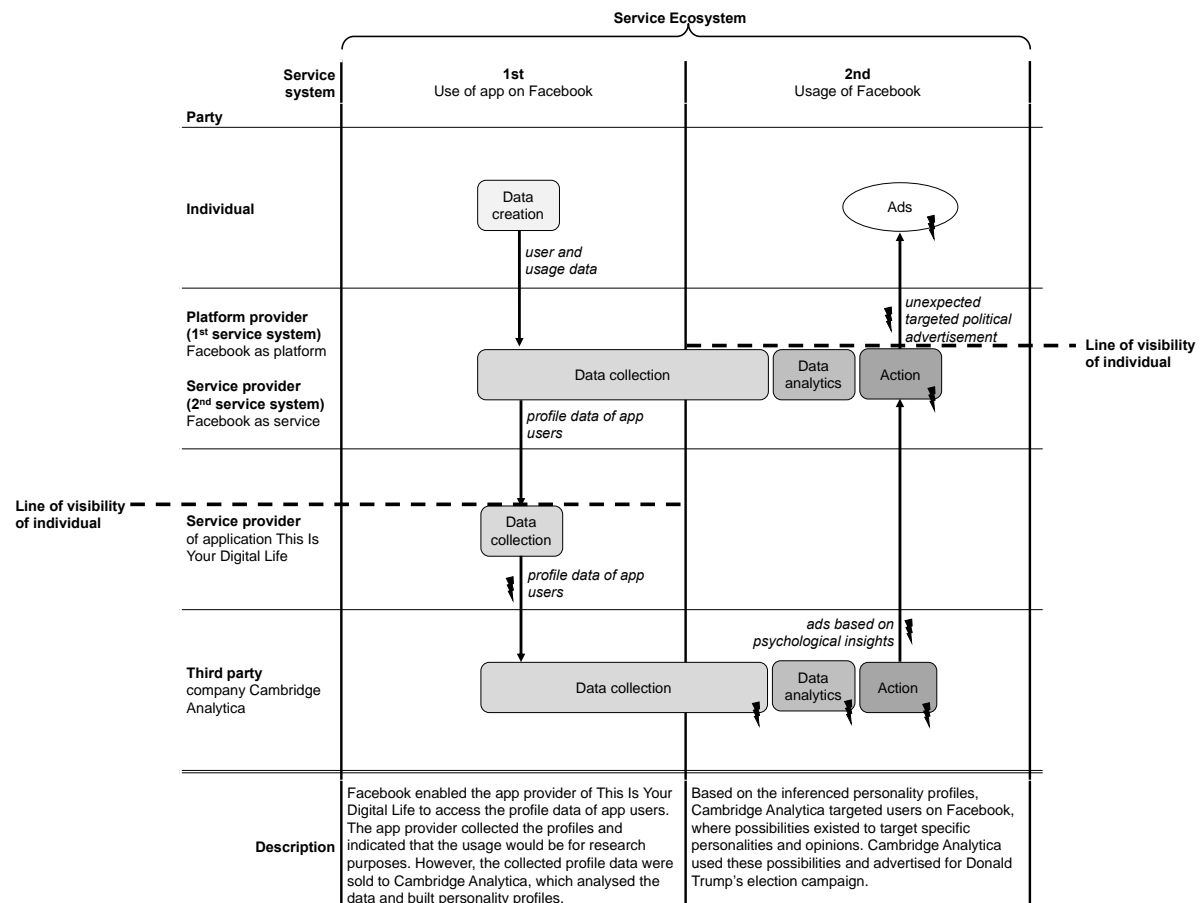 Service Ecosystem
Service
system
1st
Use of app on Facebook
2nd
Usage of Facebook
Party
Individual
Data
creation
Ads
user and
usage data
Platform provider
(1st service system)
Facebook as platform
Service provider
(2nd service system)
Facebook as service
unexpected
targeted political
advertisement
Line of visibility
of individual
Data collection
Data
analytics
Action
profile data of app
users
Line of visibility
of individual
Service provider
of application This Is
Your Digital Life
Data
collection
profile data of app
users
ads based on
psychological insights
Third party
company Cambridge
Analytica
Data collection
Data
analytics
Action
Description
Facebook enabled the app provider of This Is Your
Digital Life to access the profile data of app users.
The app provider collected the profiles and
indicated that the usage would be for research
purposes. However, the collected profile data were
sold to Cambridge Analytica, which analysed the
data and built personality profiles.
Based on the inferenced personality profiles,
Cambridge Analytica targeted users on Facebook,
where possibilities existed to target specific
personalities and opinions. Cambridge Analytica
used these possibilities and advertised for Donald
Trump's election campaign.